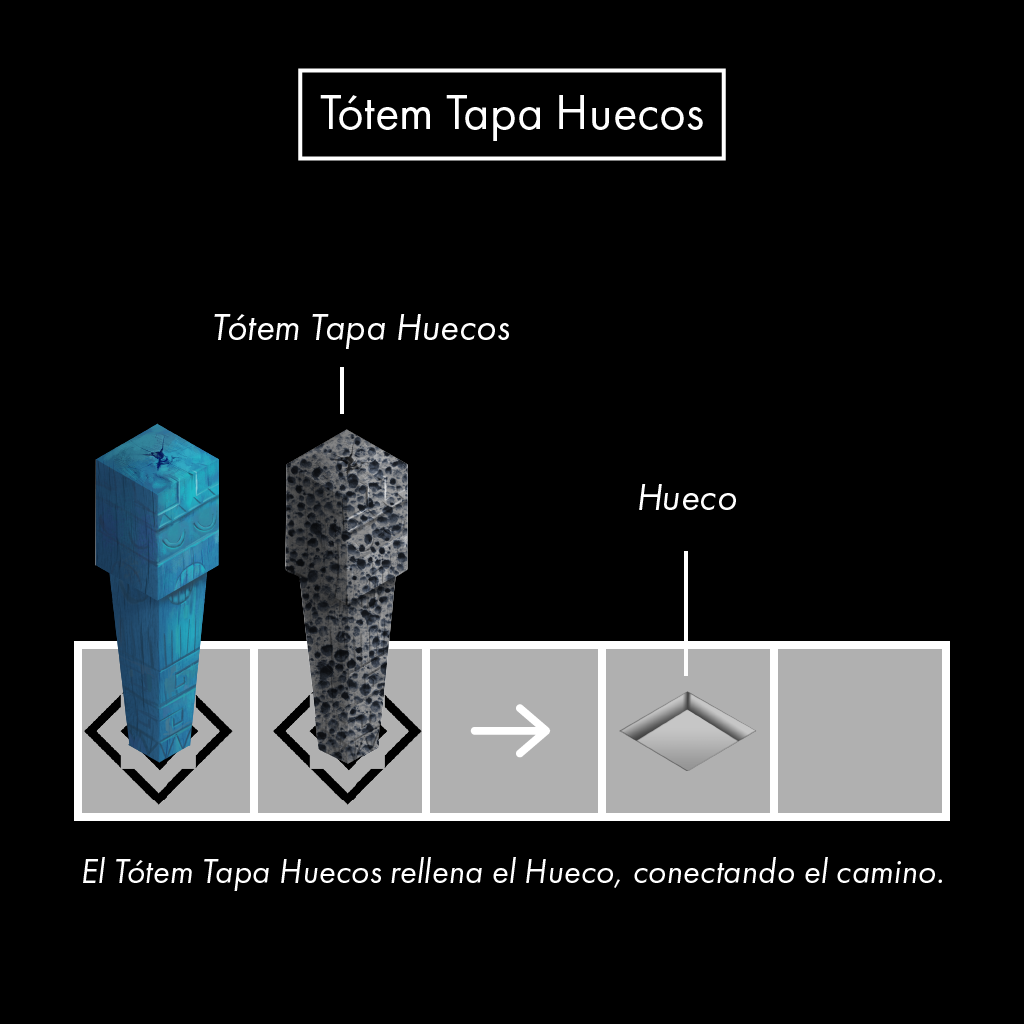 Tótem Tapa Huecos
Tótem Tapa Huecos
Hueco
El Tótem Tapa Huecos rellena el Hueco, conectando el camino.